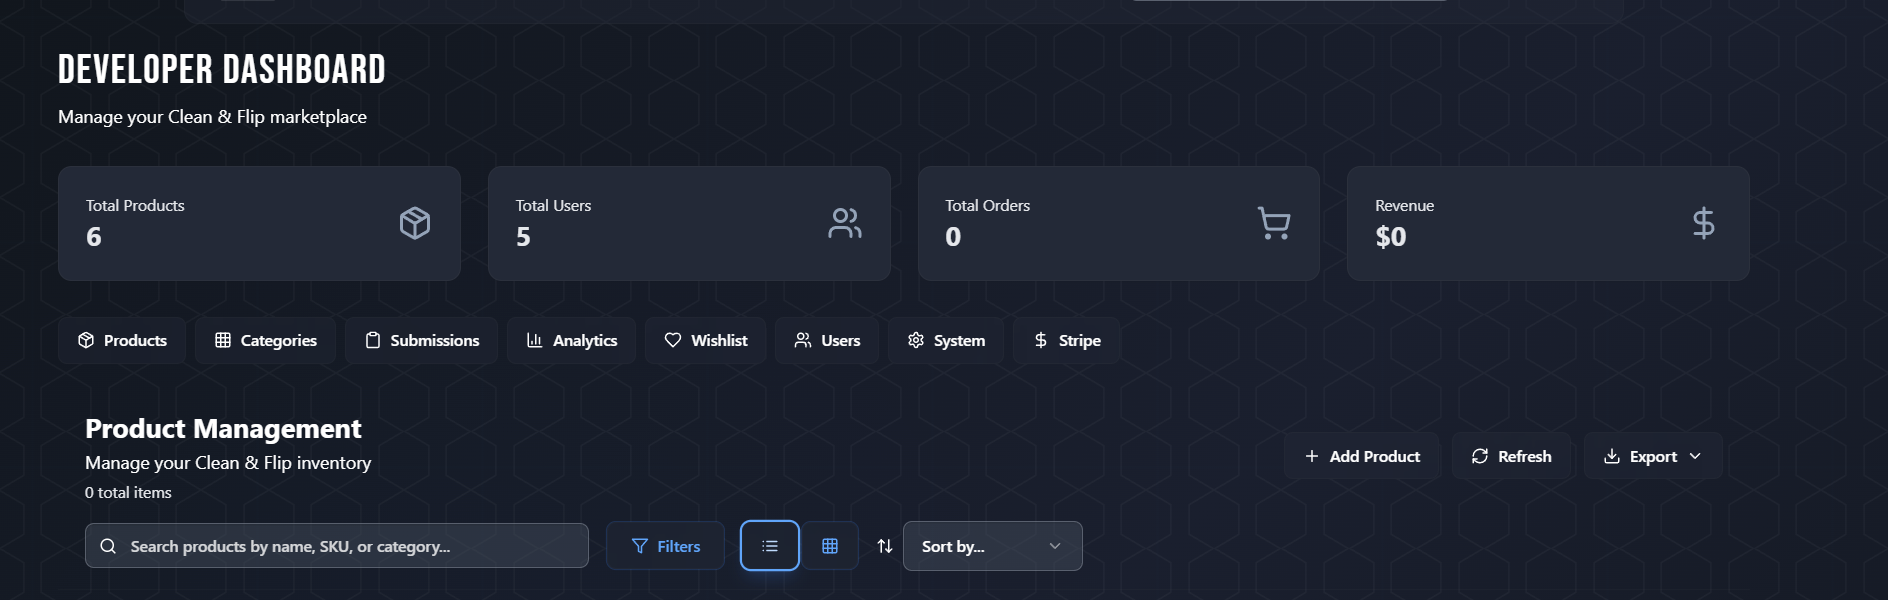 DEVELOPER DASHBOARD
Manage your Clean & Flip marketplace
Total Products
6
Total Users
5
Total Orders
0
Revenue
$0
Products
Categories
Submissions
Analytics
Wishlist
Users
System
Stripe
Product Management
Manage your Clean & Flip inventory
0 total items
Add Product
Refresh
Export
Search products by name, SKU, or category...
Filters
Sort by...